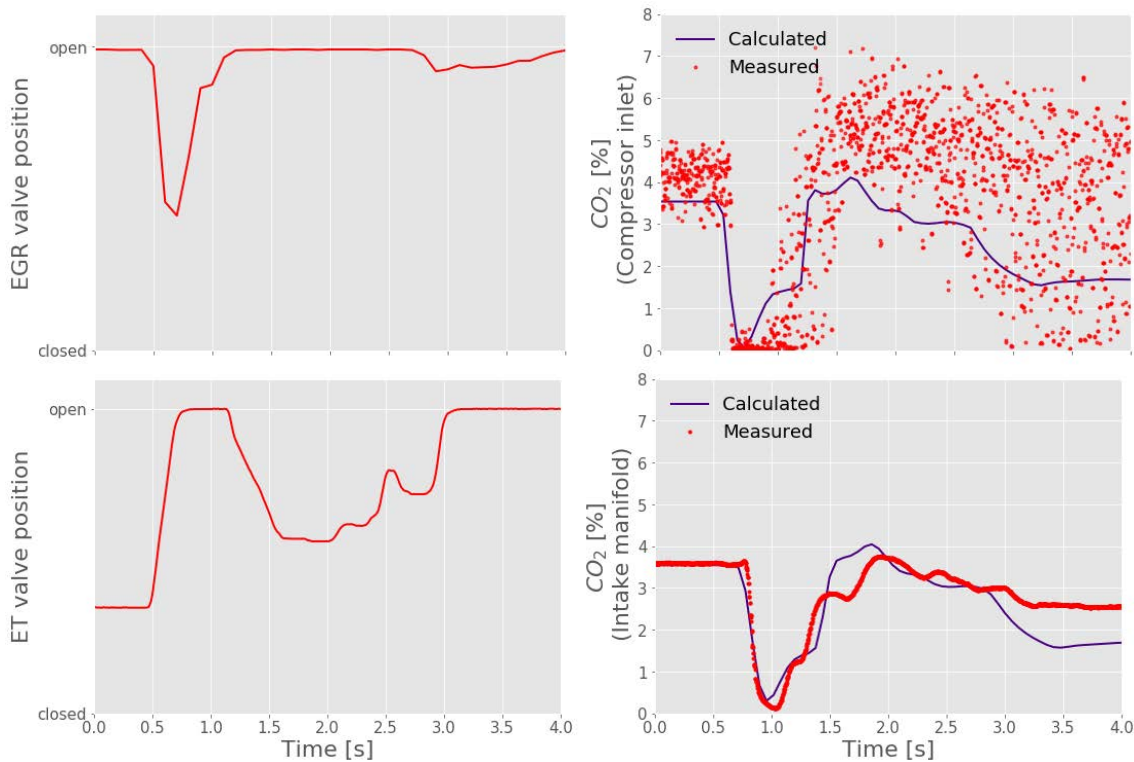 open
closed
EGR valve position
8
7
6
5
4
3
2
1
0
CO2 [%]
(Compressor inlet)
Calculated
Measured
open
closed
ET valve position
0.0 0.5 1.0 1.5 2.0 2.5 3.0 3.5 4.0
Time [s]
8
7
6
5
4
3
2
1
0
CO2 [%]
(Intake manifold)
Calculated
Measured
0.0 0.5 1.0 1.5 2.0 2.5 3.0 3.5 4.0
Time [s]